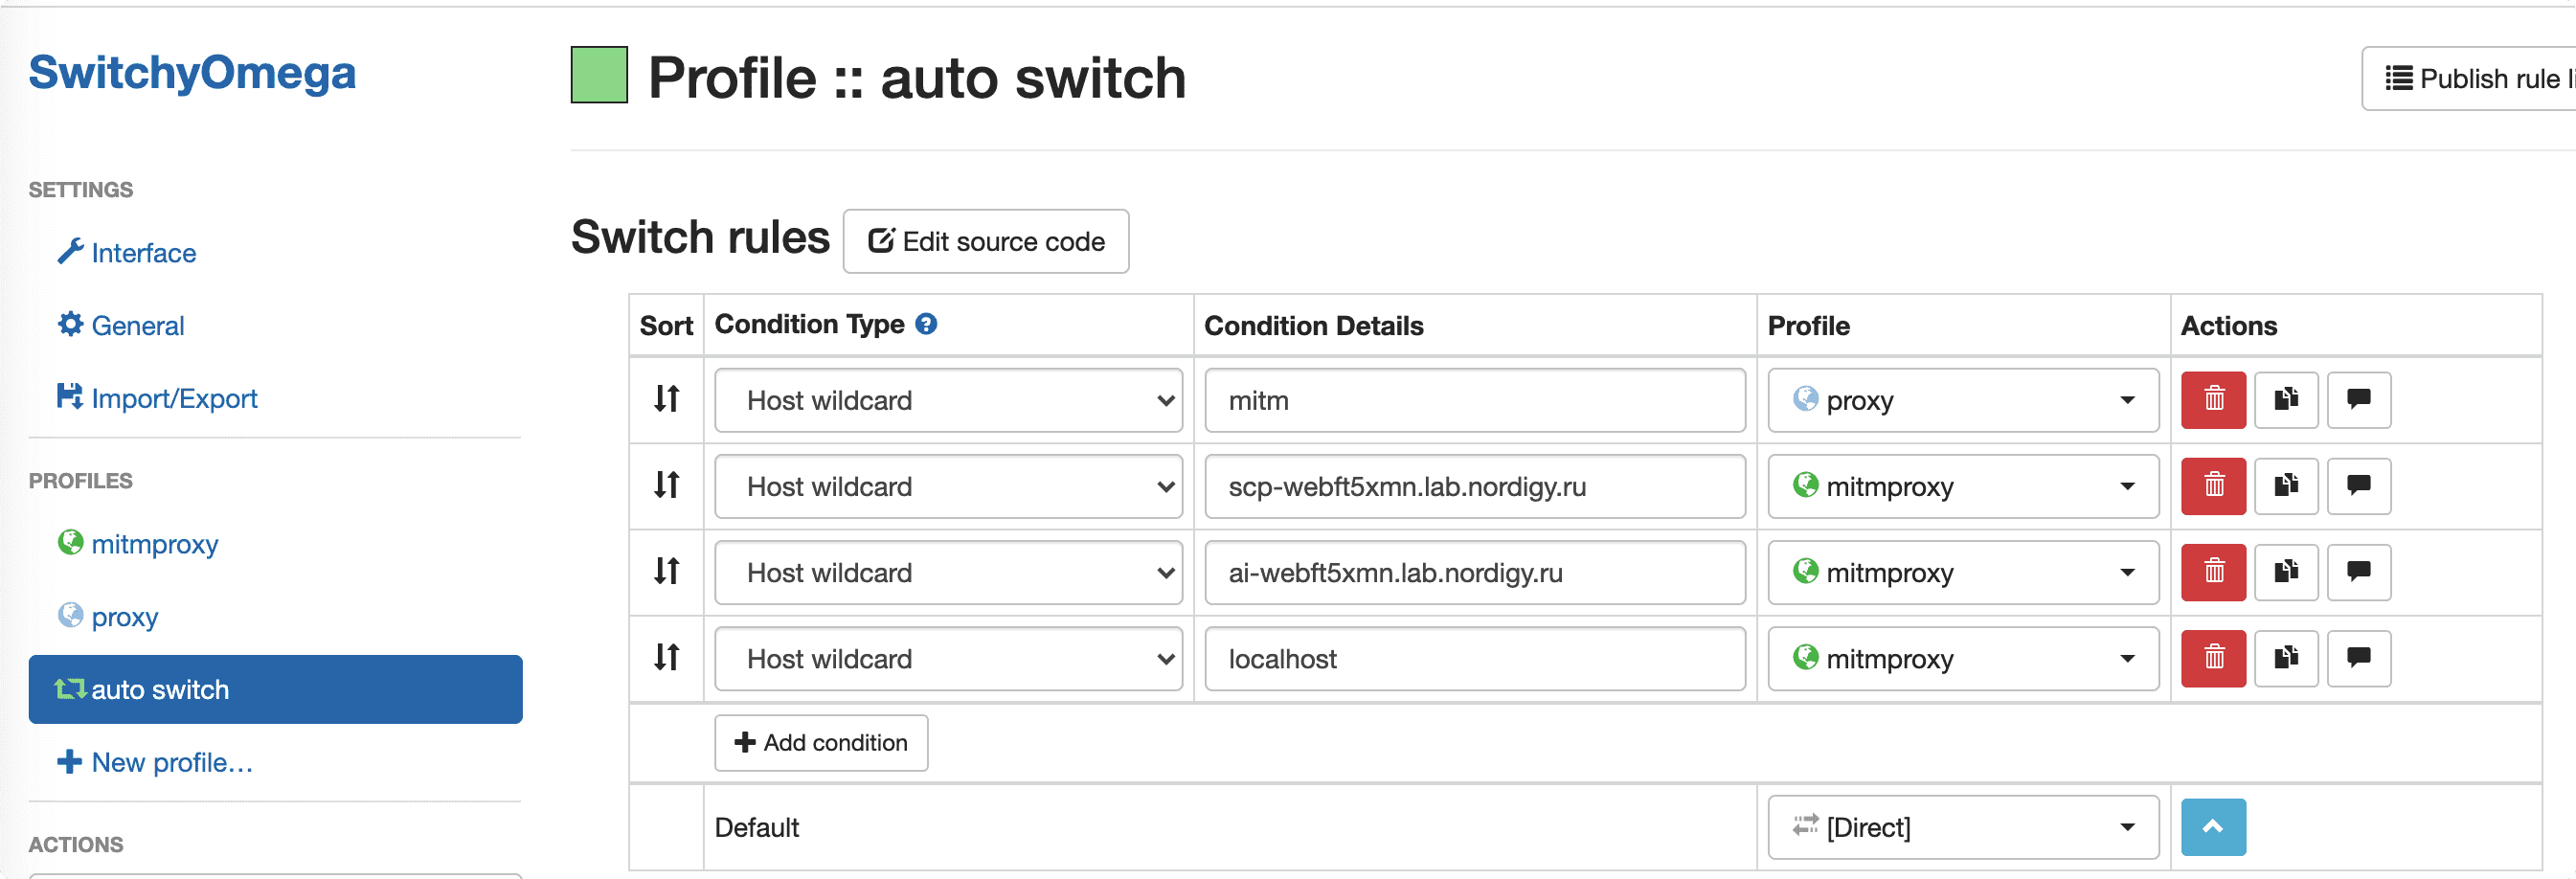 SwitchyOmega
SETTINGS
Interface
General
Import/Export
PROFILES
mitmproxy
proxy
auto switch
New profile…
ACTIONS
Profile :: auto switch
Publish rule li
Switch rules
Edit source code
Sort Condition Type Condition Details Profile Actions
Host wildcard mitm proxy
Host wildcard scp-webft5xmn.lab.nordigy.ru mitmproxy
Host wildcard ai-webft5xmn.lab.nordigy.ru mitmproxy
Host wildcard localhost mitmproxy
Add condition
Default [Direct]